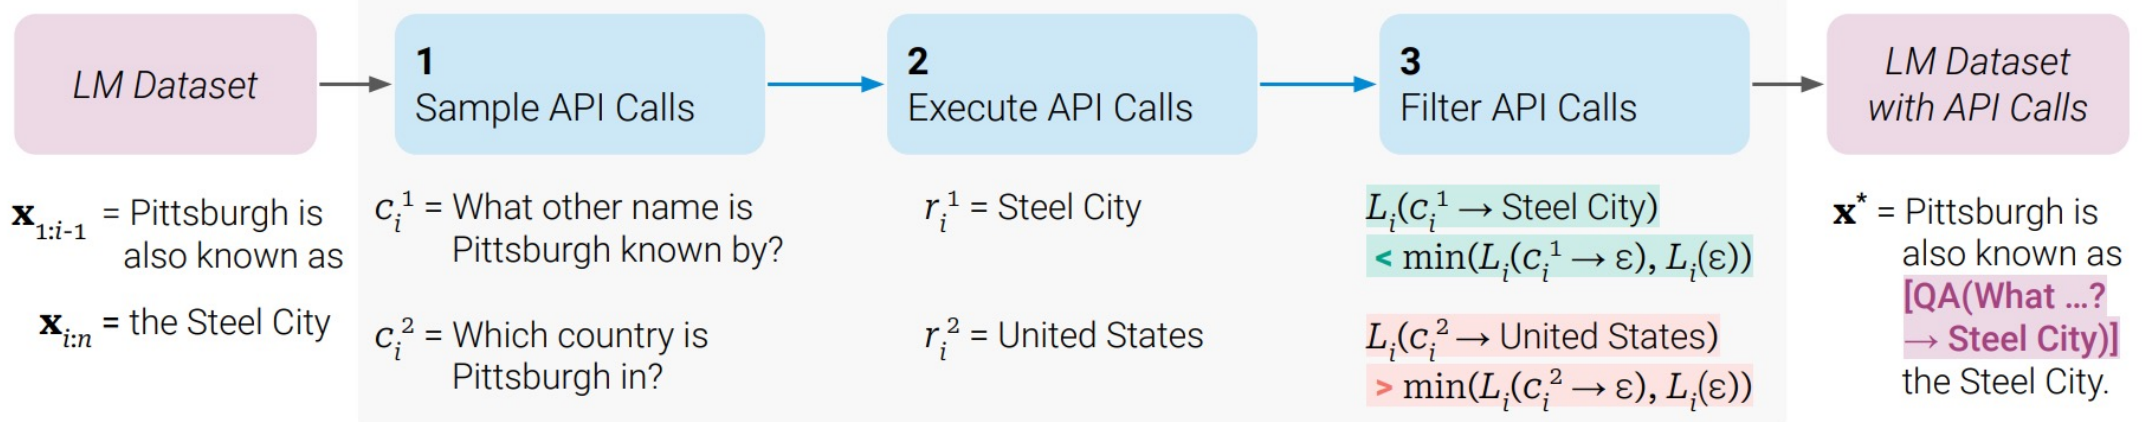 LM Dataset
1
Sample API Calls
2
Execute API Calls
3
Filter API Calls
LM Dataset
with API Calls
x1:i-1 = Pittsburgh is
also known as
xi:n = the Steel City
ci1 = What other name is
Pittsburgh known by?
ci2 = Which country is
Pittsburgh in?
ri1 = Steel City
ri2 = United States
Li(ci1 → Steel City)
< min(Li(ci1 → ε), Li(ε))
Li(ci2 → United States)
> min(Li(ci2 → ε), Li(ε))
x* = Pittsburgh is
also known as
[QA(What ...?
→ Steel City)]
the Steel City.